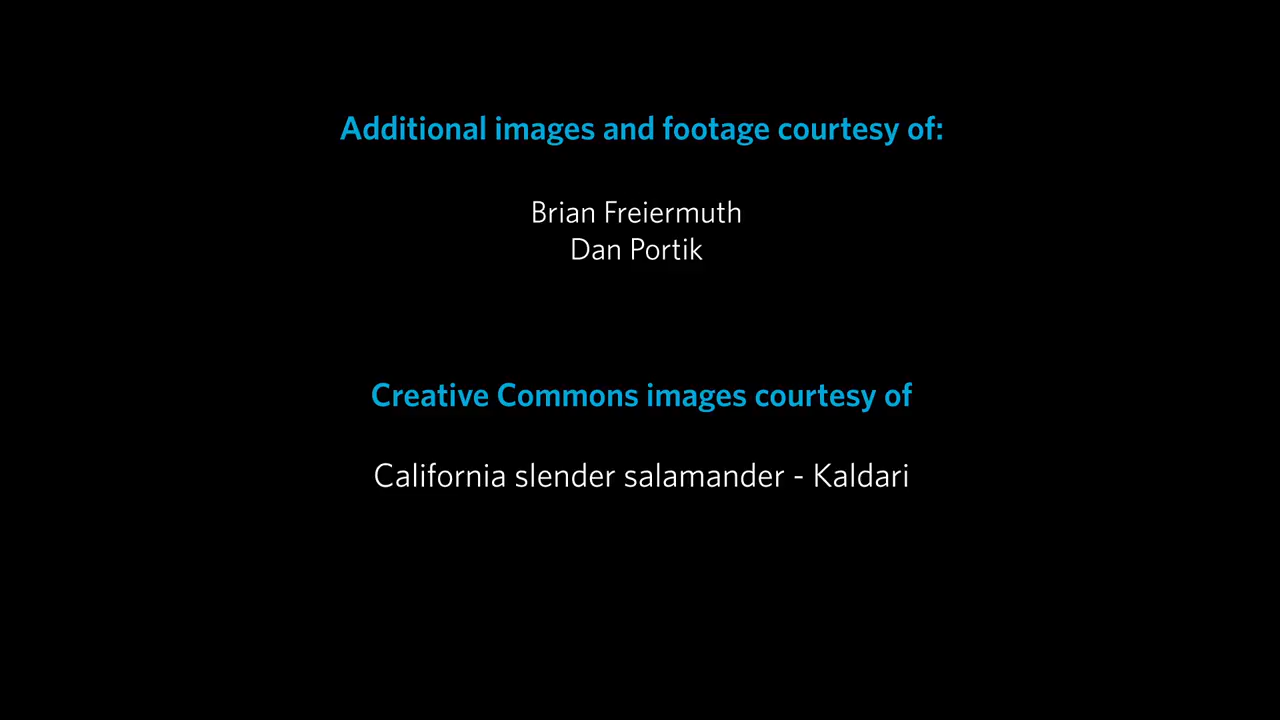 Additional images and footage courtesy of:
Brian Freiermuth
Dan Portik
Creative Commons images courtesy of
California slender salamander - Kaldari